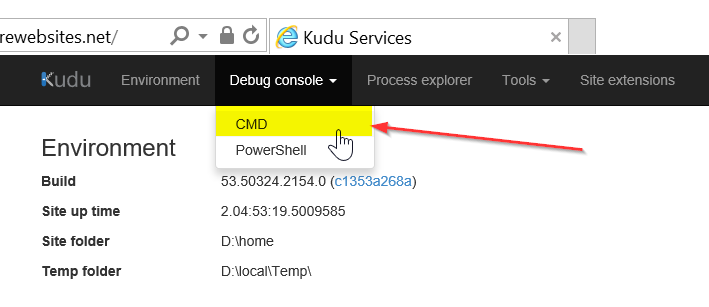 rewebsites.net/
Kudu Services
Kudu Environment Debug console Process explorer Tools Site extensions
CMD
PowerShell
Environment
Build 53.50324.2154.0 (c1353a268a)
Site up time 2.04:53:19.5009585
Site folder D:\home
Temp folder D:\local\Temp\